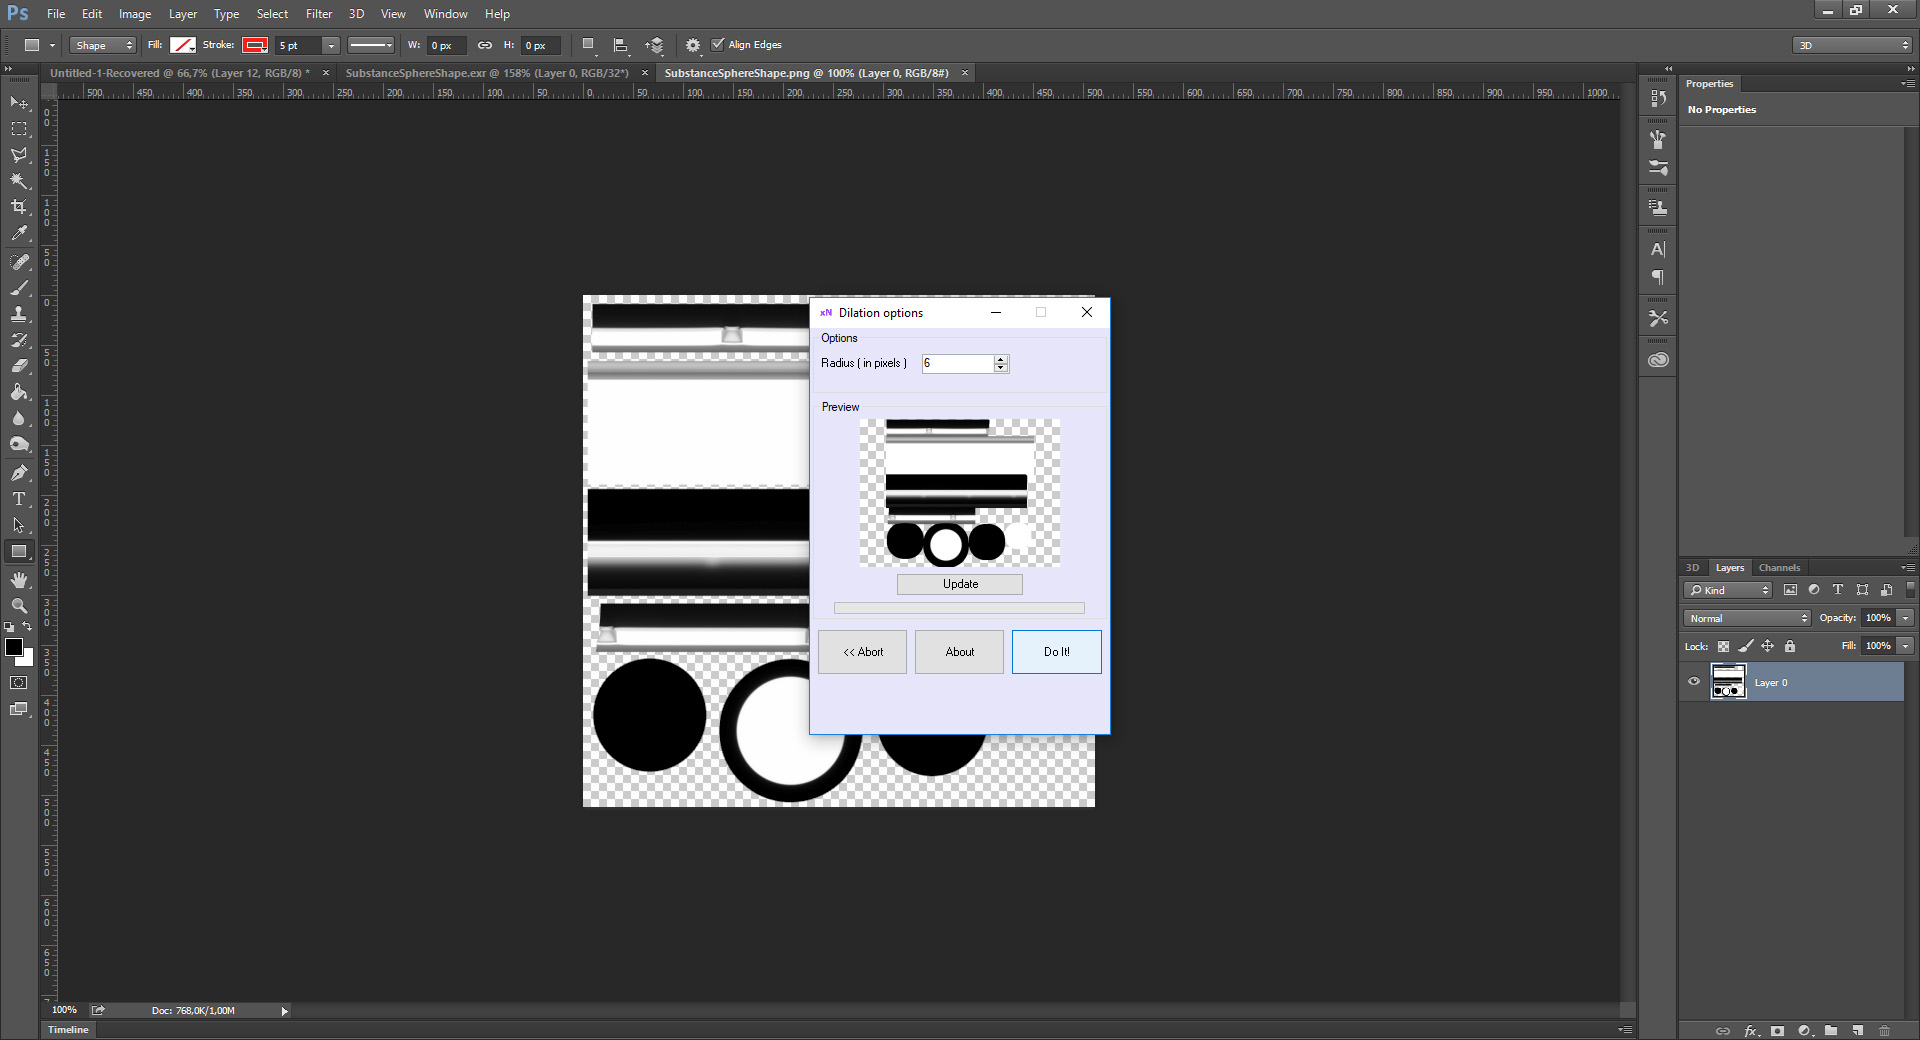 Ps File Edit Image Layer Type Select Filter 3D View Window Help
Shape Fill: Stroke: 5 pt W: 0 px H: 0 px Align Edges 3D
Untitled-1-Recovered @ 66,7% (Layer 12, RGB/8) * × SubstanceSphereShape.exr @ 158% (Layer 0, RGB/32*) × SubstanceSphereShape.png @ 100% (Layer 0, RGB/8#) ×
500 450 400 350 300 250 200 150 100 50 0 50 100 150 200 250 300 350 400 450 500 550 600 650 700 750 800 850 900 950 1000
Properties
No Properties
xN Dilation options
Options
Radius ( in pixels ) 6
Preview
Update
<< Abort About Do It!
3D Layers Channels
Kind
Normal Opacity: 100%
Lock: Fill: 100%
Layer 0
100% Doc: 768,0K/1,00M
Timeline
fx